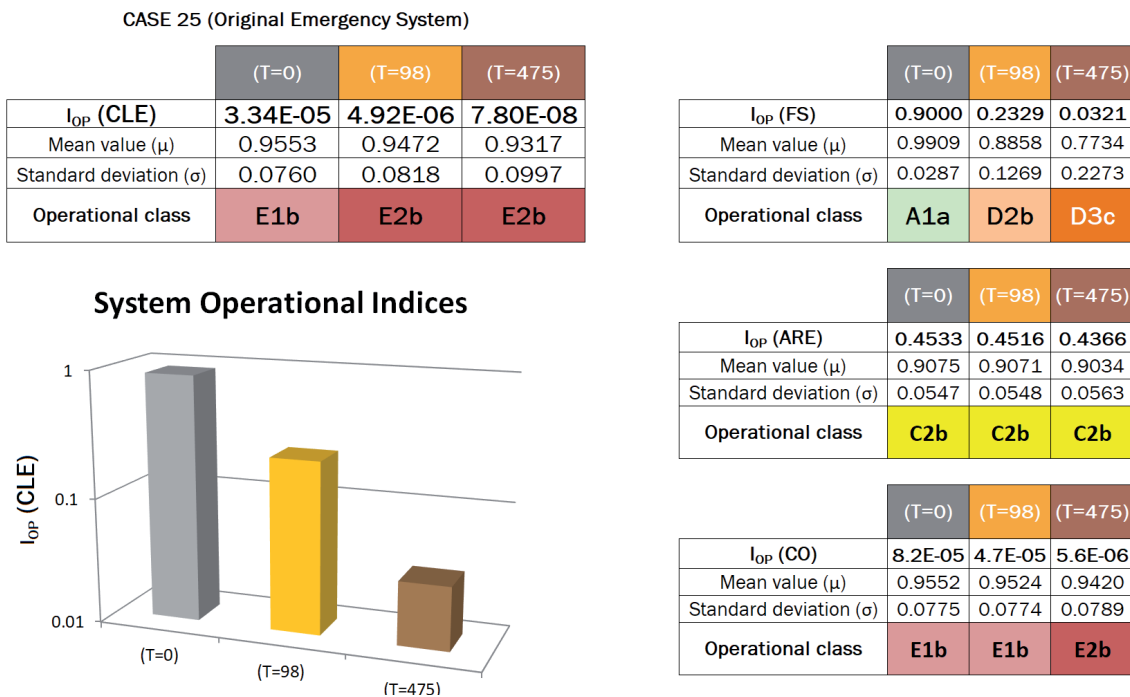 CASE 25 (Original Emergency System)
(T=0) (T=98) (T=475)
IOP (CLE) 3.34E-05 4.92E-06 7.80E-08
Mean value (μ) 0.9553 0.9472 0.9317
Standard deviation (σ) 0.0760 0.0818 0.0997
Operational class E1b E2b E2b
System Operational Indices
IOP (CLE)
1
0.1
0.01
(T=0)
(T=98)
(T=475)
(T=0) (T=98) (T=475)
IOP (FS) 0.9000 0.2329 0.0321
Mean value (μ) 0.9909 0.8858 0.7734
Standard deviation (σ) 0.0287 0.1269 0.2273
Operational class A1a D2b D3c
(T=0) (T=98) (T=475)
IOP (ARE) 0.4533 0.4516 0.4366
Mean value (μ) 0.9075 0.9071 0.9034
Standard deviation (σ) 0.0547 0.0548 0.0563
Operational class C2b C2b C2b
(T=0) (T=98) (T=475)
IOP (CO) 8.2E-05 4.7E-05 5.6E-06
Mean value (μ) 0.9552 0.9524 0.9420
Standard deviation (σ) 0.0775 0.0774 0.0789
Operational class E1b E1b E2b